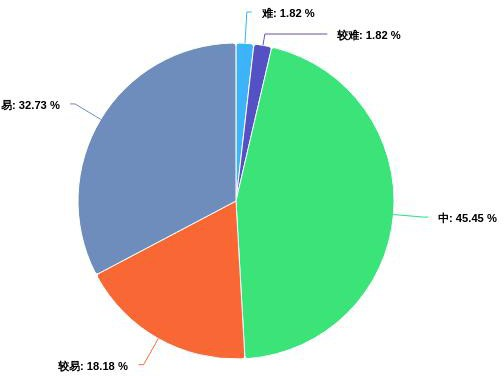 难: 1.82 %
较难: 1.82 %
易: 32.73 %
中: 45.45 %
较易: 18.18 %